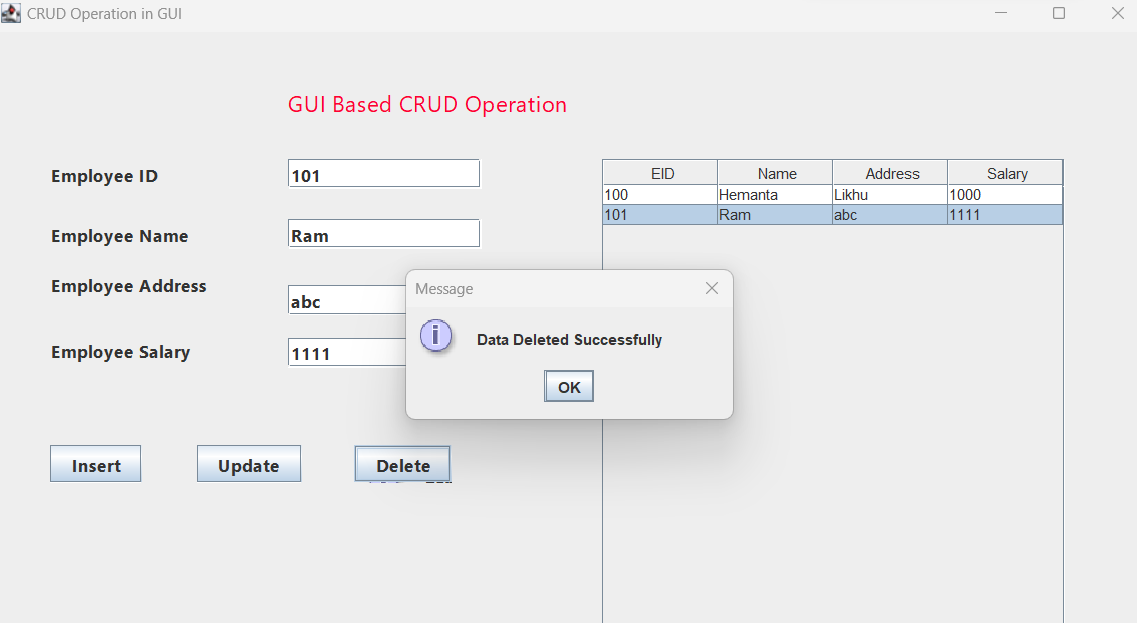 CRUD Operation in GUI
GUI Based CRUD Operation
Employee ID 101
Employee Name Ram
Employee Address abc
Employee Salary 1111
EID Name Address Salary
100 Hemanta Likhu 1000
101 Ram abc 1111
Message
i Data Deleted Successfully
OK
Insert Update Delete